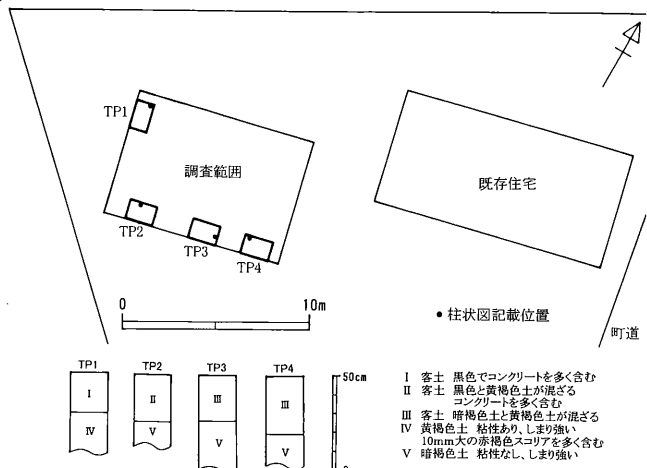 TP1
調査範囲
既存住宅
TP2
TP3
TP4
0 10m
• 柱状図記載位置
町道
TP1 TP2 TP3 TP4
50cm
0
I
II
III
III
IV
V
V
V
I 客土 黒色でコンクリートを多く含む
II 客土 黒色と黄褐色土が混ざる
コンクリートを多く含む
III 客土 暗褐色土と黄褐色土が混ざる
IV 黄褐色土 粘性あり、しまり強い
10mm大の赤褐色スコリアを多く含む
V 暗褐色土 粘性なし、しまり強い